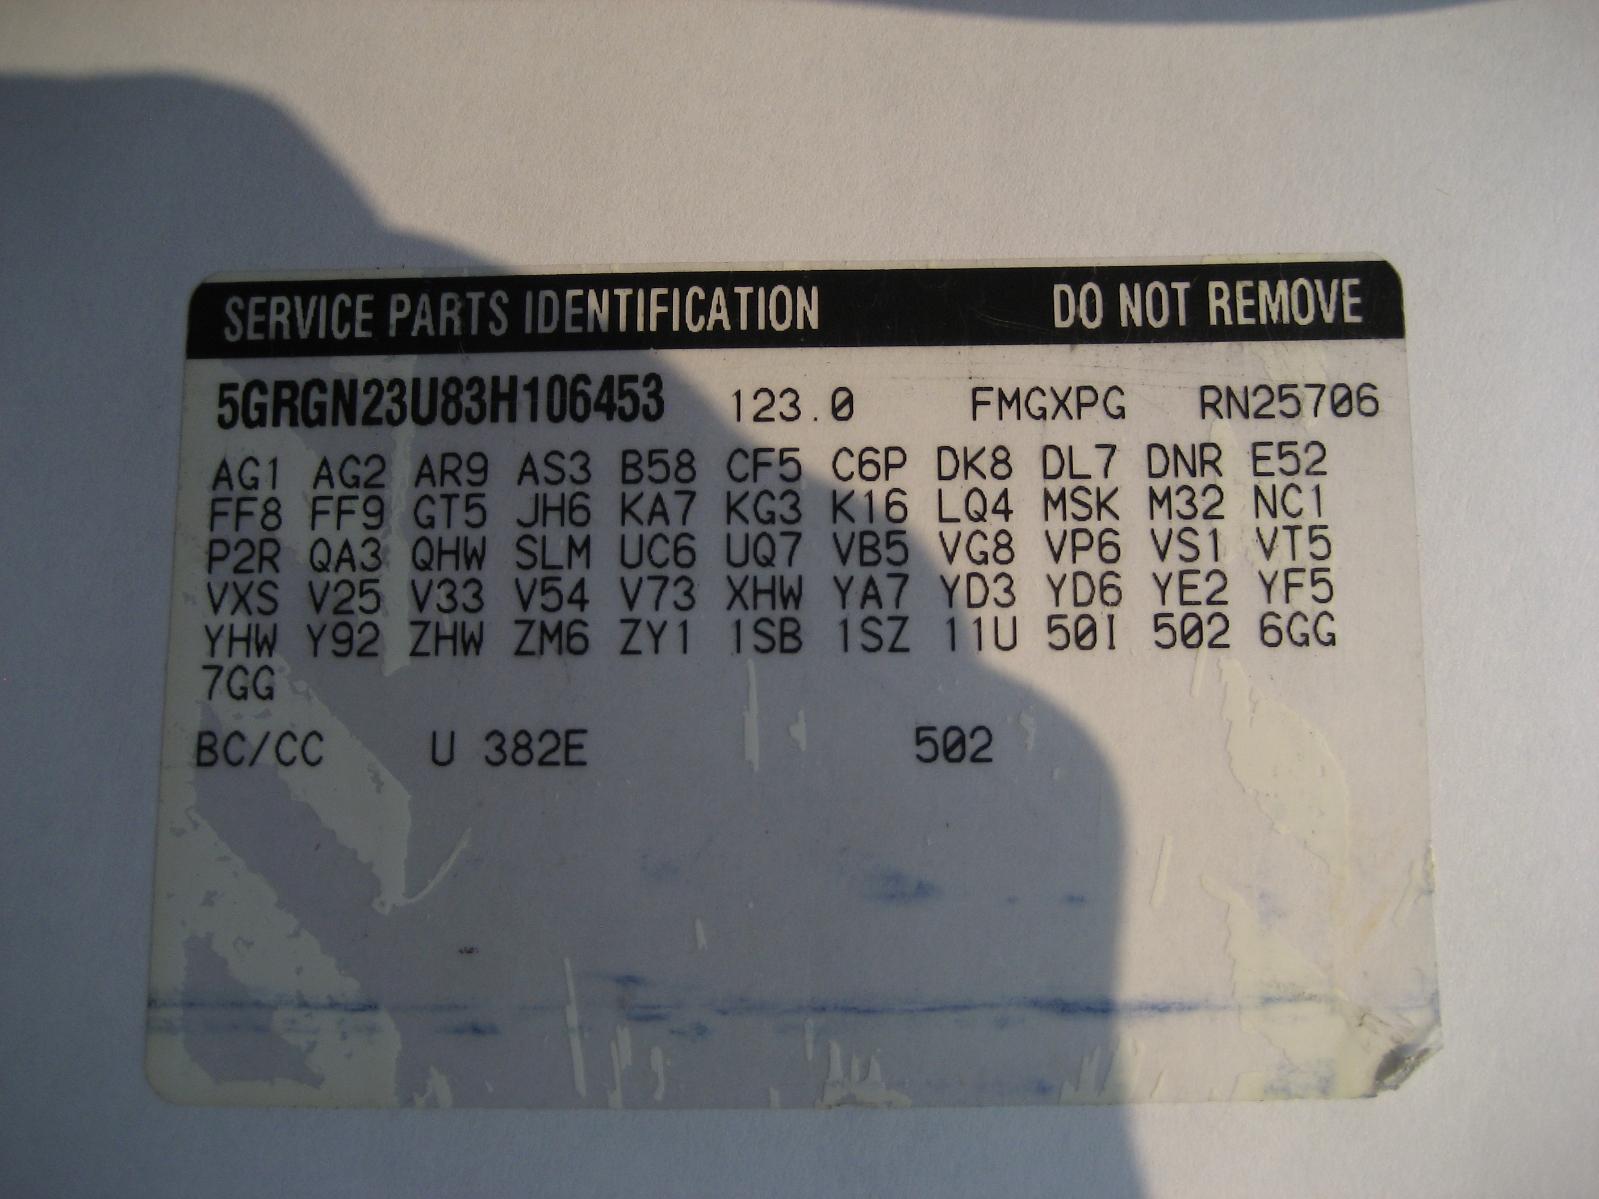 SERVICE PARTS IDENTIFICATION DO NOT REMOVE
5GRGN23U83H106453 123.0 FMGXPG RN25706
AG1 AG2 AR9 AS3 B58 CF5 C6P DK8 DL7 DNR E52
FF8 FF9 GT5 JH6 KA7 KG3 K16 LQ4 MSK M32 NC1
P2R QA3 QHW SLM UC6 UQ7 VB5 VG8 VP6 VS1 VT5
VXS V25 V33 V54 V73 XHW YA7 YD3 YD6 YE2 YF5
YHW Y92 ZHW ZM6 ZY1 1SB 1SZ 11U 50I 502 6GG
7GG
BC/CC U 382E 502